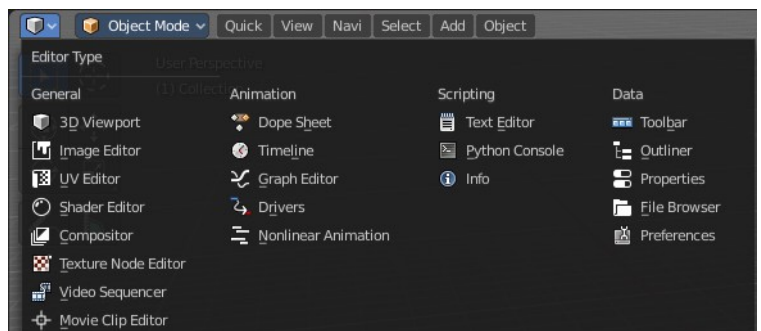 Object Mode Quick View Navi Select Add Object
Editor Type
User Perspective
(1) Collection
General
3D Viewport
Image Editor
UV Editor
Shader Editor
Compositor
Texture Node Editor
Video Sequencer
Movie Clip Editor
Animation
Dope Sheet
Timeline
Graph Editor
Drivers
Nonlinear Animation
Scripting
Text Editor
Python Console
Info
Data
Toolbar
Outliner
Properties
File Browser
Preferences